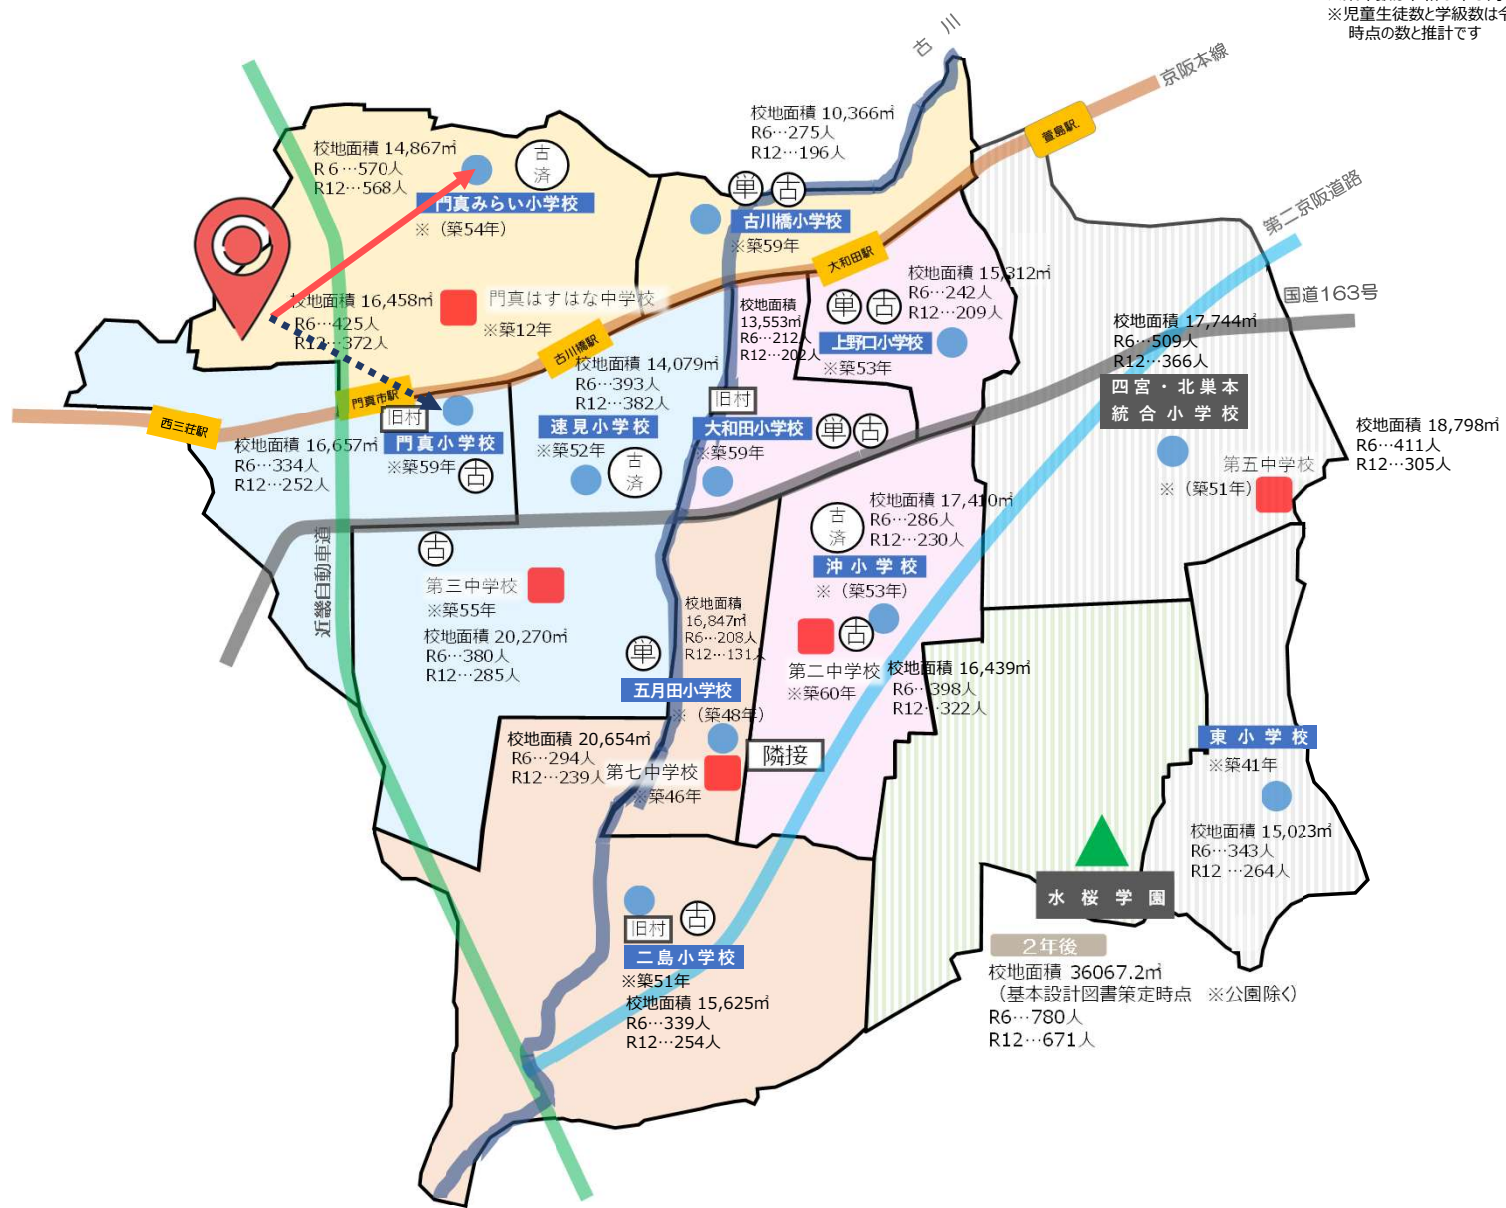 ※児童生徒数と学級数は令
時点の数と推計です
古川
京阪本線
萱島駅
校地面積 10,366㎡
R6…275人
R12…196人
校地面積 14,867㎡
R6…570人
R12…568人
古
済
門真みらい小学校
※（築54年）
単
古
古川橋小学校
※築59年
大和田駅
第二京阪道路
国道163号
校地面積 16,458㎡
R6…425人
R12…372人
門真はすはな中学校
※築12年
古川橋駅
校地面積
13,553㎡
R6…212人
R12…202人
校地面積 15,312㎡
R6…242人
R12…209人
単
古
上野口小学校
※築53年
校地面積 17,744㎡
R6…509人
R12…366人
四宮・北巣本
統合小学校
※（築51年）
校地面積 18,798㎡
R6…411人
R12…305人
第五中学校
西三荘駅
門真市駅
旧村
門真小学校
※築59年
古
校地面積 16,657㎡
R6…334人
R12…252人
校地面積 14,079㎡
R6…393人
R12…382人
速見小学校
※築52年
古
済
旧村
大和田小学校
※築59年
単
古
近畿自動車道
古
第三中学校
※築55年
校地面積 20,270㎡
R6…380人
R12…285人
古
済
校地面積 17,410㎡
R6…286人
R12…230人
沖小学校
※（築53年）
古
第二中学校
※築60年
校地面積 16,439㎡
R6…398人
R12…322人
校地面積
16,847㎡
R6…208人
R12…131人
単
五月田小学校
※（築48年）
隣接
校地面積 20,654㎡
R6…294人
R12…239人
第七中学校
※築46年
東小学校
※築41年
校地面積 15,023㎡
R6…343人
R12…264人
水桜学園
2年後
校地面積 36067.2㎡
（基本設計図書策定時点 ※公園除く）
R6…780人
R12…671人
旧村
古
二島小学校
※築51年
校地面積 15,625㎡
R6…339人
R12…254人